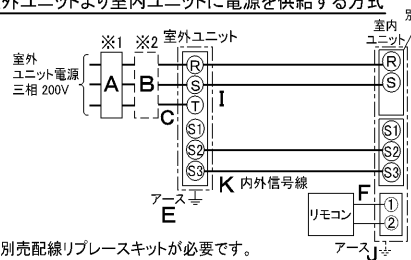 外ユニットより室内ユニットに電源を供給する方式
別
※1 ※2 室外ユニット
室内
ユニット
室外
ユニット電源
三相 200V
A
B
C
R
S
T
S1
S2
S3
I
R
S
S1
S2
S3
K 内外信号線
アース
E
F
リモコン
①
②
アース
J
別売配線リプレースキットが必要です。